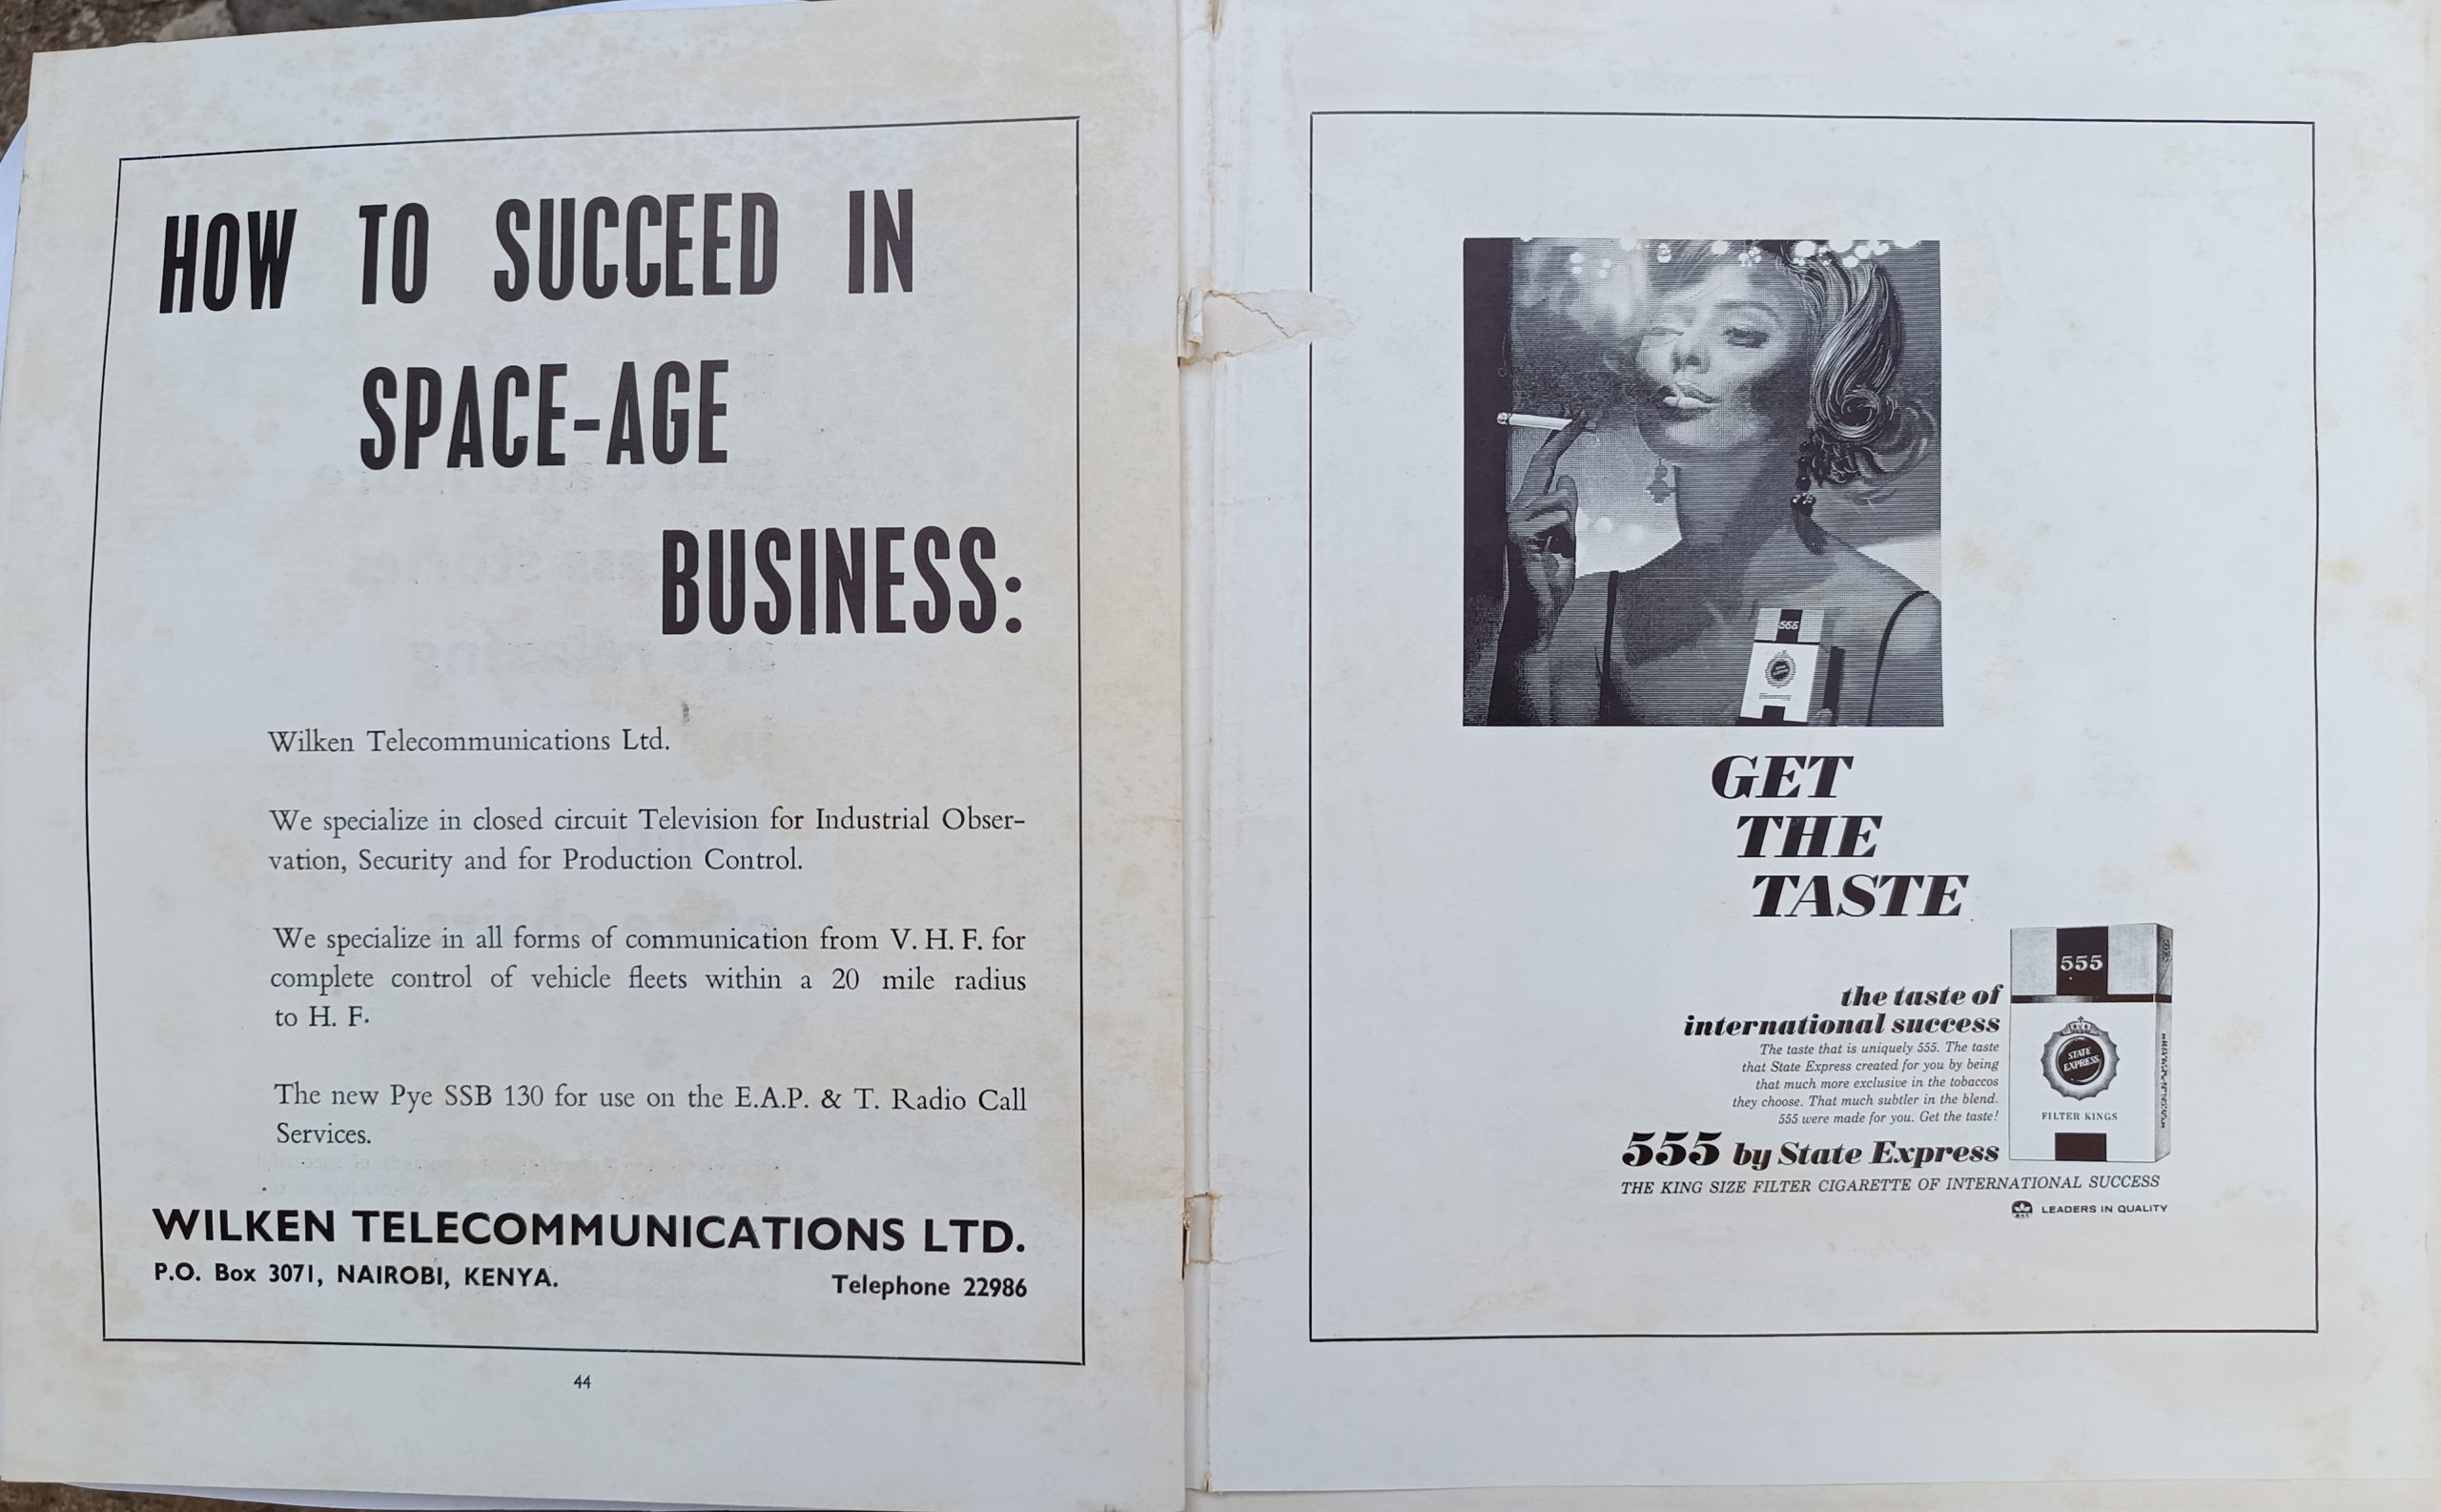 HOW TO SUCCEED IN
SPACE-AGE
BUSINESS:
Wilken Telecommunications Ltd.
We specialize in closed circuit Television for Industrial Obser-
vation, Security and for Production Control.
We specialize in all forms of communication from V. H. F. for
complete control of vehicle fleets within a 20 mile radius
to H. F.
The new Pye SSB 130 for use on the E.A.P. & T. Radio Call
Services.
WILKEN TELECOMMUNICATIONS LTD.
P.O. Box 3071, NAIROBI, KENYA.
Telephone 22986
44
555
GET
THE
TASTE
the taste of
international success
The taste that is uniquely 555. The taste
that State Express created for you by being
that much more exclusive in the tobaccos
they choose. That much subtler in the blend.
555 were made for you. Get the taste!
555 by State Express
555
STATE
EXPRESS
FILTER KINGS
THE KING SIZE FILTER CIGARETTE OF INTERNATIONAL SUCCESS
LEADERS IN QUALITY